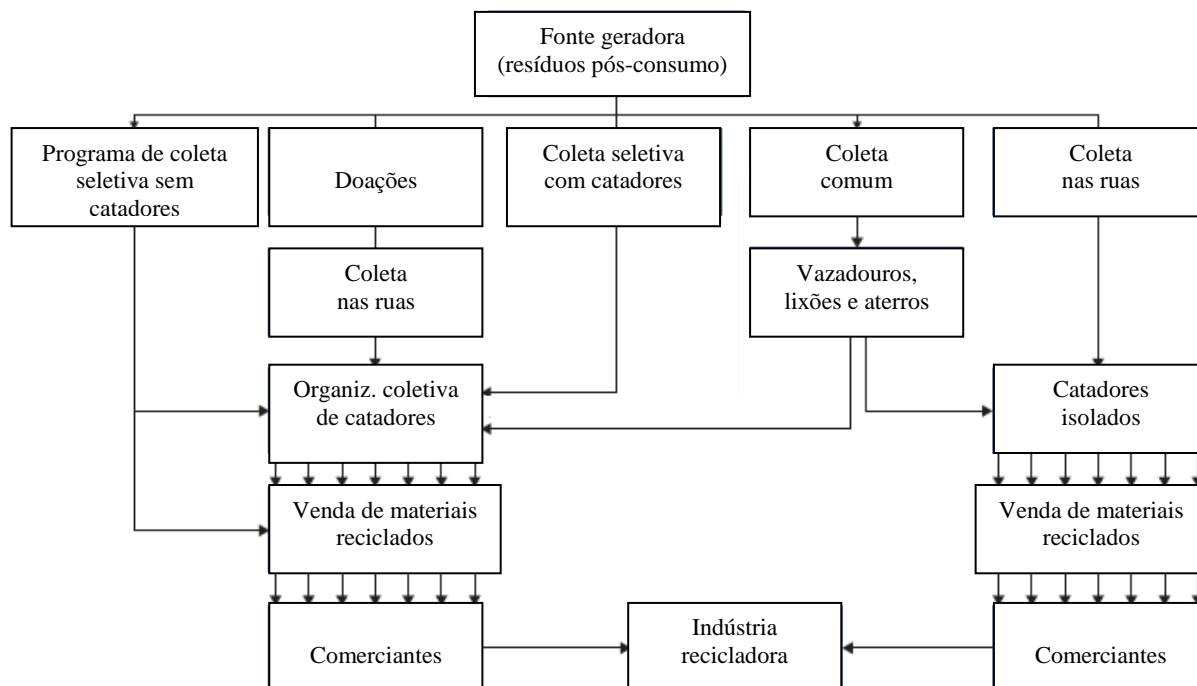 Fonte geradora
(resíduos pós-consumo)
Programa de coleta
seletiva sem
catadores
Doações
Coleta seletiva
com catadores
Coleta
comum
Coleta
nas ruas
Coleta
nas ruas
Vazadouros,
lixões e aterros
Organiz. coletiva
de catadores
Catadores
isolados
Venda de materiais
reciclados
Venda de materiais
reciclados
Comerciantes
Indústria
recicladora
Comerciantes